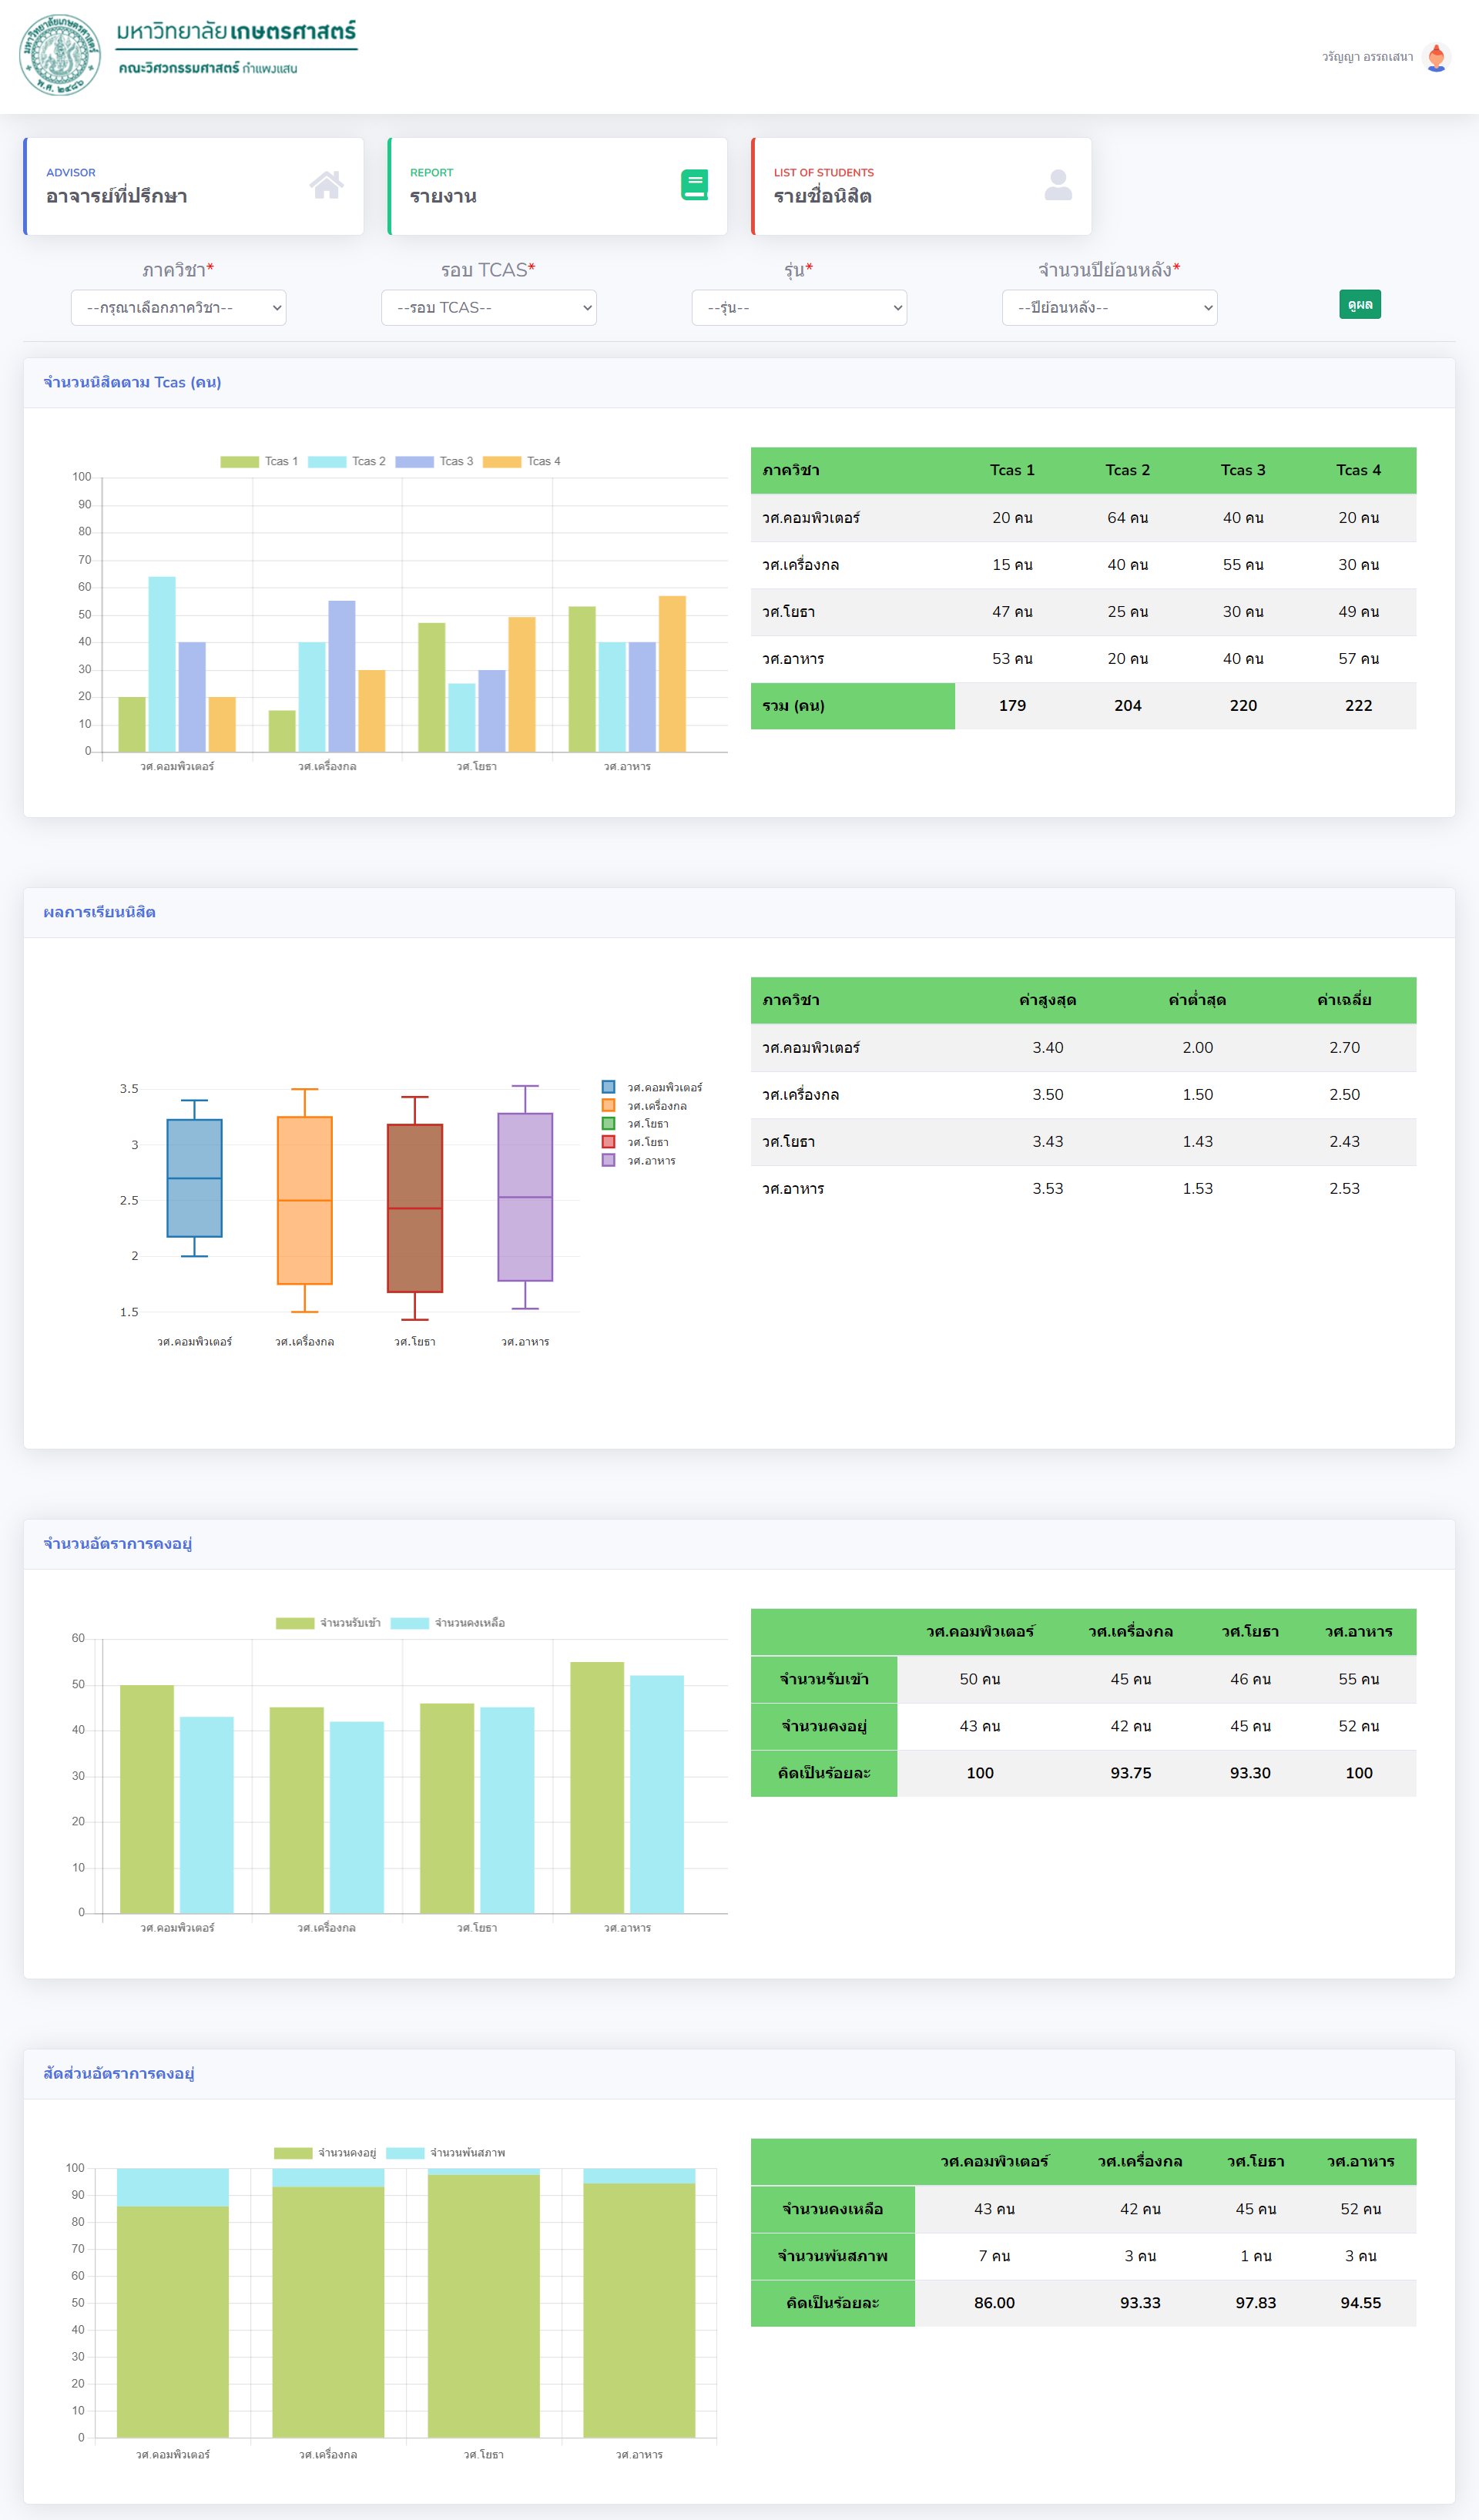 มหาวิทยาลัยเกษตรศาสตร์
คณะวิศวกรรมศาสตร์ กำแพงแสน
มหาวิทยาลัยเกษตรศาสตร์
พ.ศ. ๒๔๘๖
วรัญญา อรรถเสนา
ADVISOR
อาจารย์ที่ปรึกษา
REPORT
รายงาน
LIST OF STUDENTS
รายชื่อนิสิต
ภาควิชา* รอบ TCAS* รุ่น* จำนวนปีย้อนหลัง*
--กรุณาเลือกภาควิชา-- --รอบ TCAS-- --รุ่น-- --ปีย้อนหลัง-- ดูผล
จำนวนนิสิตตาม Tcas (คน)
Tcas 1 Tcas 2 Tcas 3 Tcas 4
100
90
80
70
60
50
40
30
20
10
0
วศ.คอมพิวเตอร์ วศ.เครื่องกล วศ.โยธา วศ.อาหาร
ภาควิชา Tcas 1 Tcas 2 Tcas 3 Tcas 4
วศ.คอมพิวเตอร์ 20 คน 64 คน 40 คน 20 คน
วศ.เครื่องกล 15 คน 40 คน 55 คน 30 คน
วศ.โยธา 47 คน 25 คน 30 คน 49 คน
วศ.อาหาร 53 คน 20 คน 40 คน 57 คน
รวม (คน) 179 204 220 222
ผลการเรียนนิสิต
3.5
3
2.5
2
1.5
วศ.คอมพิวเตอร์ วศ.เครื่องกล วศ.โยธา วศ.อาหาร
วศ.คอมพิวเตอร์
วศ.เครื่องกล
วศ.โยธา
วศ.โยธา
วศ.อาหาร
ภาควิชา ค่าสูงสุด ค่าต่ำสุด ค่าเฉลี่ย
วศ.คอมพิวเตอร์ 3.40 2.00 2.70
วศ.เครื่องกล 3.50 1.50 2.50
วศ.โยธา 3.43 1.43 2.43
วศ.อาหาร 3.53 1.53 2.53
จำนวนอัตราการคงอยู่
จำนวนรับเข้า จำนวนคงเหลือ
60
50
40
30
20
10
0
วศ.คอมพิวเตอร์ วศ.เครื่องกล วศ.โยธา วศ.อาหาร
วศ.คอมพิวเตอร์ วศ.เครื่องกล วศ.โยธา วศ.อาหาร
จำนวนรับเข้า 50 คน 45 คน 46 คน 55 คน
จำนวนคงอยู่ 43 คน 42 คน 45 คน 52 คน
คิดเป็นร้อยละ 100 93.75 93.30 100
สัดส่วนอัตราการคงอยู่
จำนวนคงอยู่ จำนวนพ้นสภาพ
100
90
80
70
60
50
40
30
20
10
0
วศ.คอมพิวเตอร์ วศ.เครื่องกล วศ.โยธา วศ.อาหาร
วศ.คอมพิวเตอร์ วศ.เครื่องกล วศ.โยธา วศ.อาหาร
จำนวนคงเหลือ 43 คน 42 คน 45 คน 52 คน
จำนวนพ้นสภาพ 7 คน 3 คน 1 คน 3 คน
คิดเป็นร้อยละ 86.00 93.33 97.83 94.55